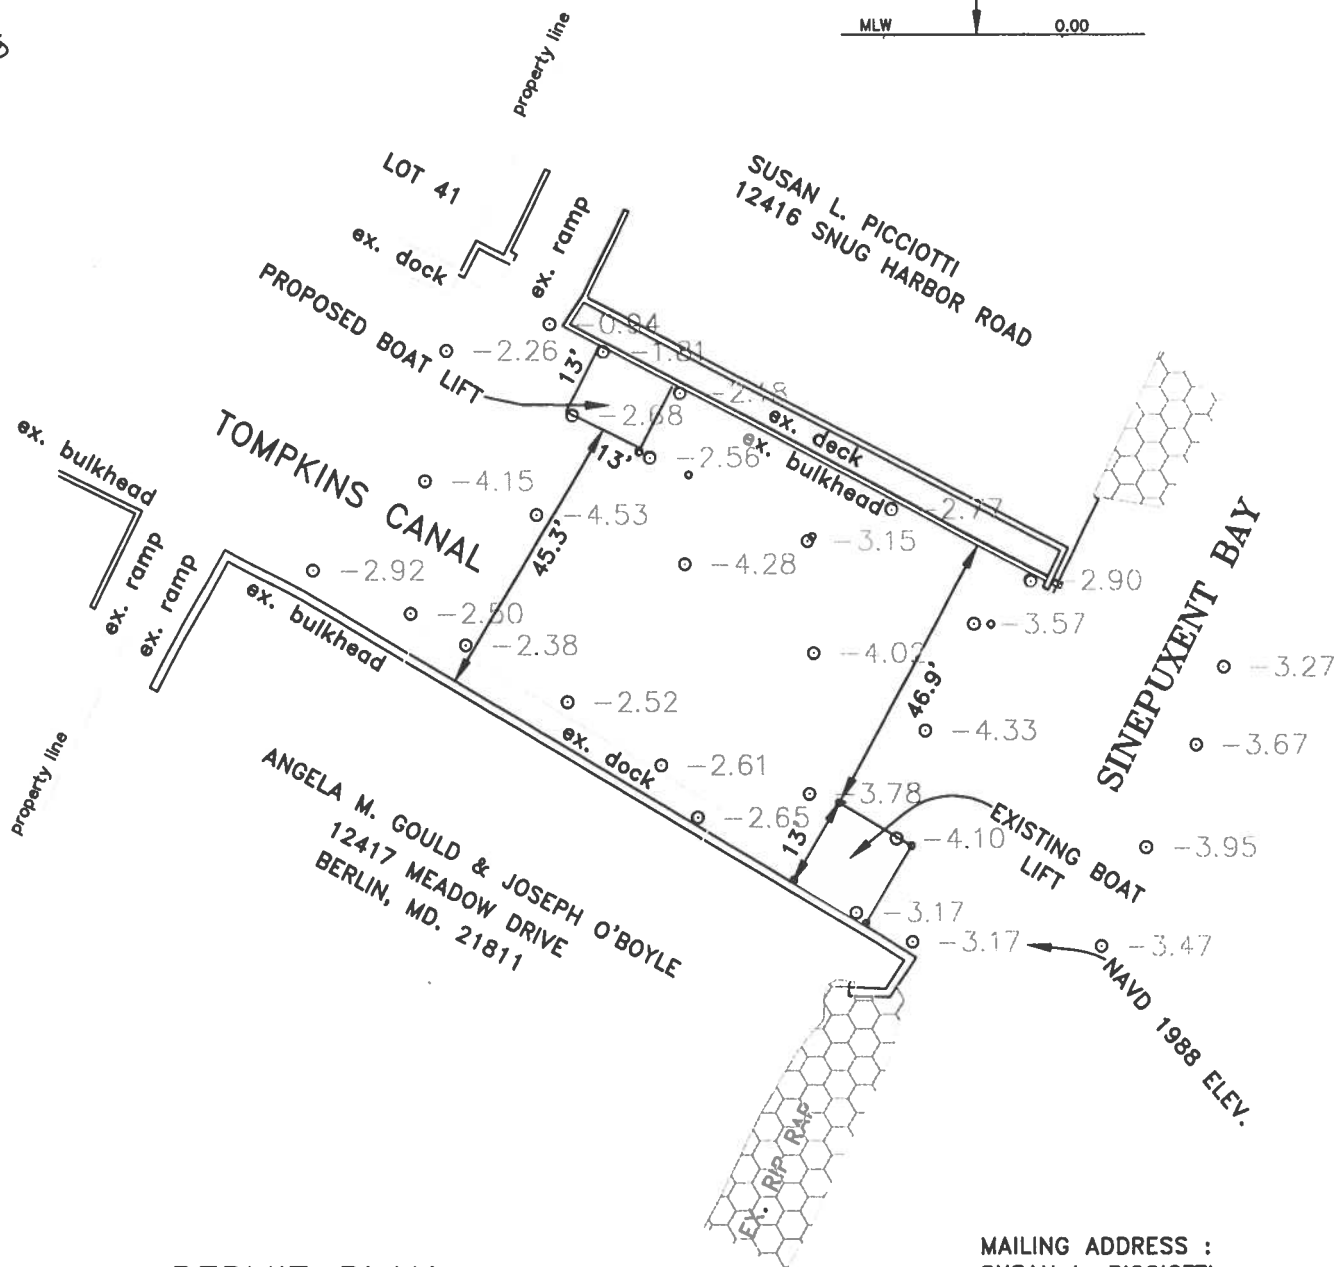 MLW 0.00
property line
LOT 41
ex. dock
ex. ramp
SUSAN L. PICCIOTTI
12416 SNUG HARBOR ROAD
PROPOSED BOAT LIFT
-0.94
-2.26
-1.81
13'
-2.18
-2.68
13'
-2.56
ex. deck
ex. bulkhead
-2.77
TOMPKINS CANAL
ex. bulkhead
ex. ramp
ex. ramp
-4.15
-4.53
45.3'
-3.15
-4.28
-2.90
-2.92
-2.50
-2.38
ex. bulkhead
-3.57
-4.02
46.9'
SINEPUXENT BAY
-3.27
-2.52
-4.33
-3.67
ex. dock
-2.61
-3.78
-2.65
13'
-4.10
EXISTING BOAT
LIFT
-3.95
property line
ANGELA M. GOULD & JOSEPH O'BOYLE
12417 MEADOW DRIVE
BERLIN, MD. 21811
-3.17
-3.17
-3.47
NAVD 1988 ELEV.
EX. RIP RAP
MAILING ADDRESS :